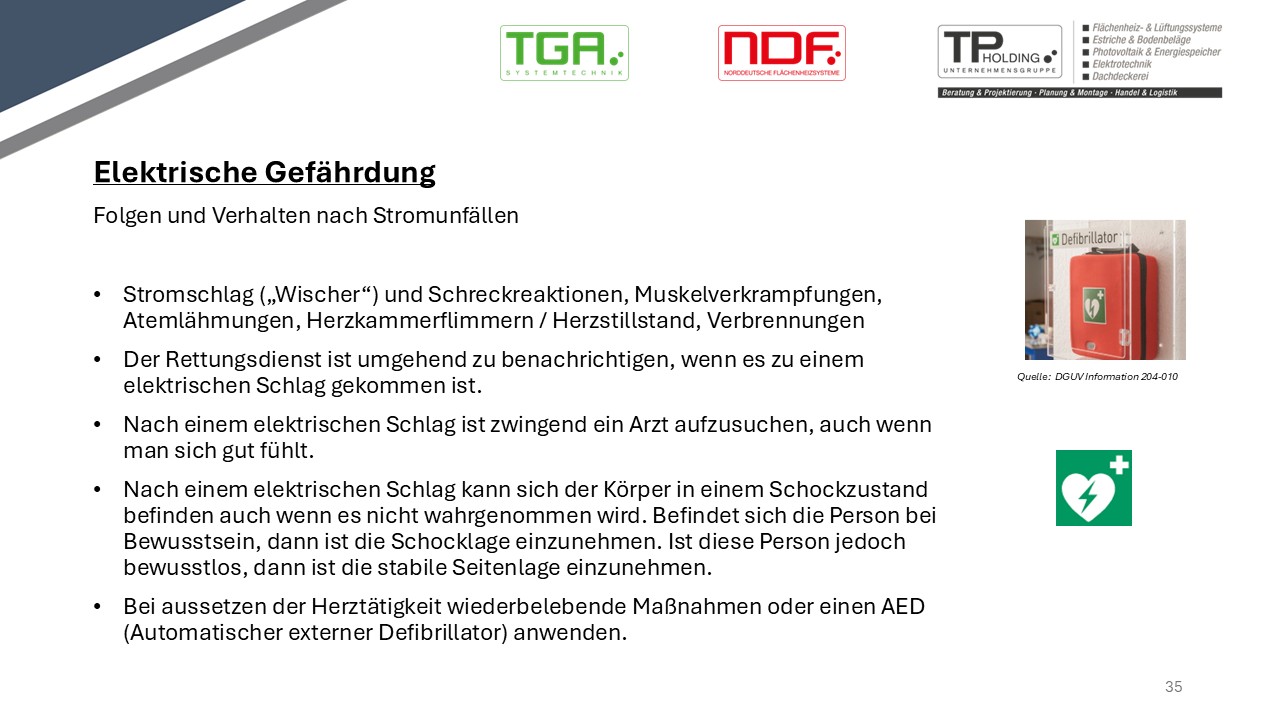 TGA
SYSTEMTECHNIK
NDF
NORDDEUTSCHE FLÄCHENHEIZSYSTEME
TP HOLDING
UNTERNEHMENSGRUPPE
Flächenheiz- & Lüftungssysteme
Estriche & Bodenbeläge
Photovoltaik & Energiespeicher
Elektrotechnik
Dachdeckerei
Beratung & Projektierung · Planung & Montage · Handel & Logistik
Elektrische Gefährdung
Folgen und Verhalten nach Stromunfällen
• Stromschlag („Wischer“) und Schreckreaktionen, Muskelverkrampfungen,
Atemlähmungen, Herzkammerflimmern / Herzstillstand, Verbrennungen
• Der Rettungsdienst ist umgehend zu benachrichtigen, wenn es zu einem
elektrischen Schlag gekommen ist.
• Nach einem elektrischen Schlag ist zwingend ein Arzt aufzusuchen, auch wenn
man sich gut fühlt.
• Nach einem elektrischen Schlag kann sich der Körper in einem Schockzustand
befinden auch wenn es nicht wahrgenommen wird. Befindet sich die Person bei
Bewusstsein, dann ist die Schocklage einzunehmen. Ist diese Person jedoch
bewusstlos, dann ist die stabile Seitenlage einzunehmen.
• Bei aussetzen der Herztätigkeit wiederbelebende Maßnahmen oder einen AED
(Automatischer externer Defibrillator) anwenden.
Defibrillator
Quelle: DGUV Information 204-010
35